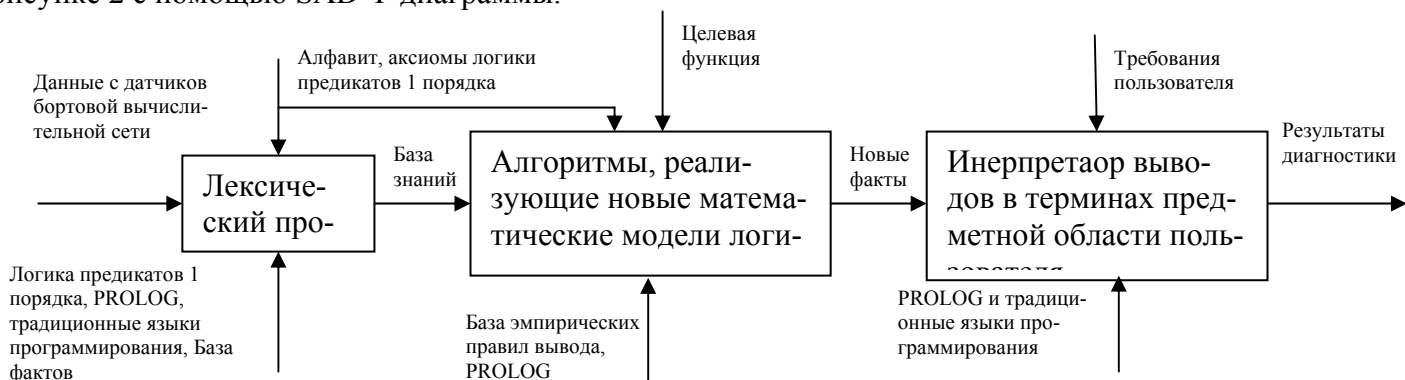 рисунке 2 с помощью SAD-T диаграммы.
Данные с датчиков
бортовой вычисли-
тельной сети
Алфавит, аксиомы логики
предикатов 1 порядка
Целевая
функция
Требования
пользователя
Лексиче-
ский про-
База
знаний
Алгоритмы, реали-
зующие новые матема-
тические модели логи-
Новые
факты
Инерпретаор выво-
дов в терминах пред-
метной области поль-
зователя
Результаты
диагностики
Логика предикатов 1
порядка, PROLOG,
традиционные языки
программирования, База
фактов
База эмпирических
правил вывода,
PROLOG
PROLOG и традици-
онные языки про-
граммирования